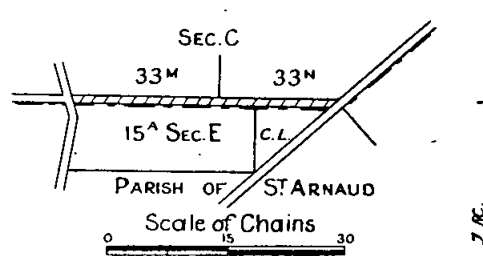 SEC. C
33M 33N
15A SEC. E C.L.
PARISH OF ST. ARNAUD
Scale of Chains
0 15 30